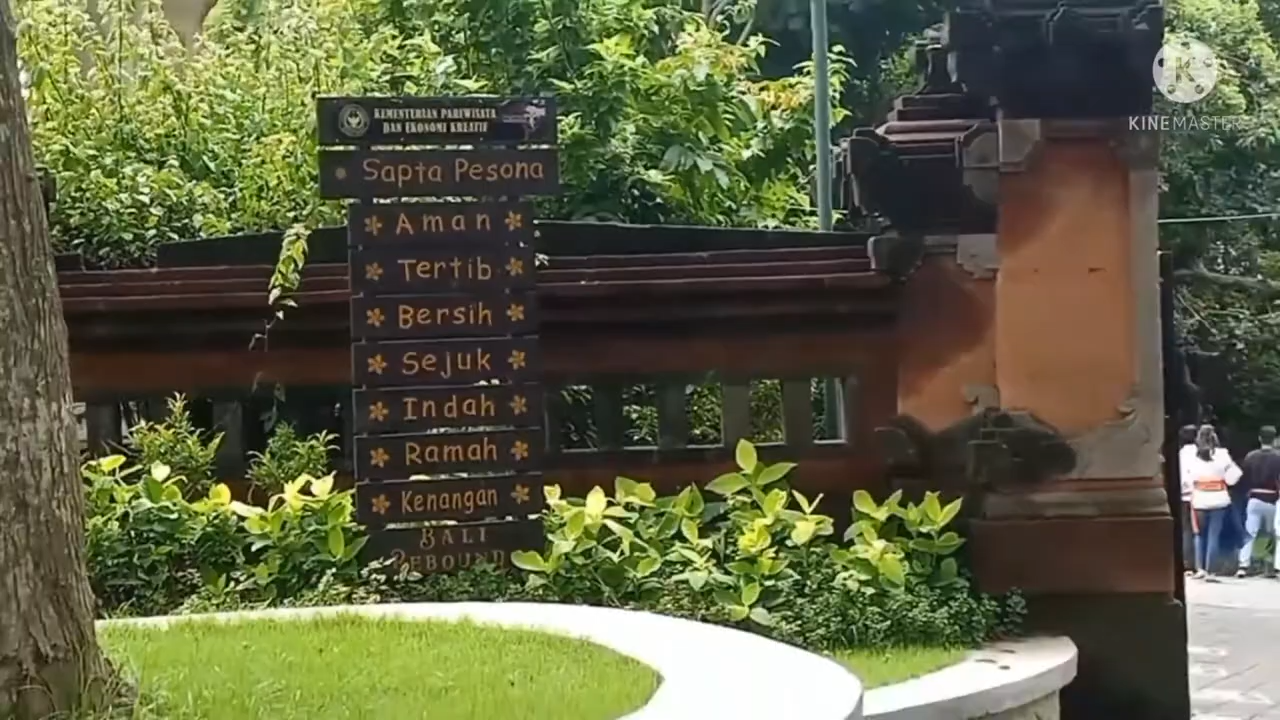 KEMENTERIAN PARIWISATA
DAN EKONOMI KREATIF
Sapta Pesona
Aman
Tertib
Bersih
Sejuk
Indah
Ramah
Kenangan
BALI
REBOUND
KINEMASTER